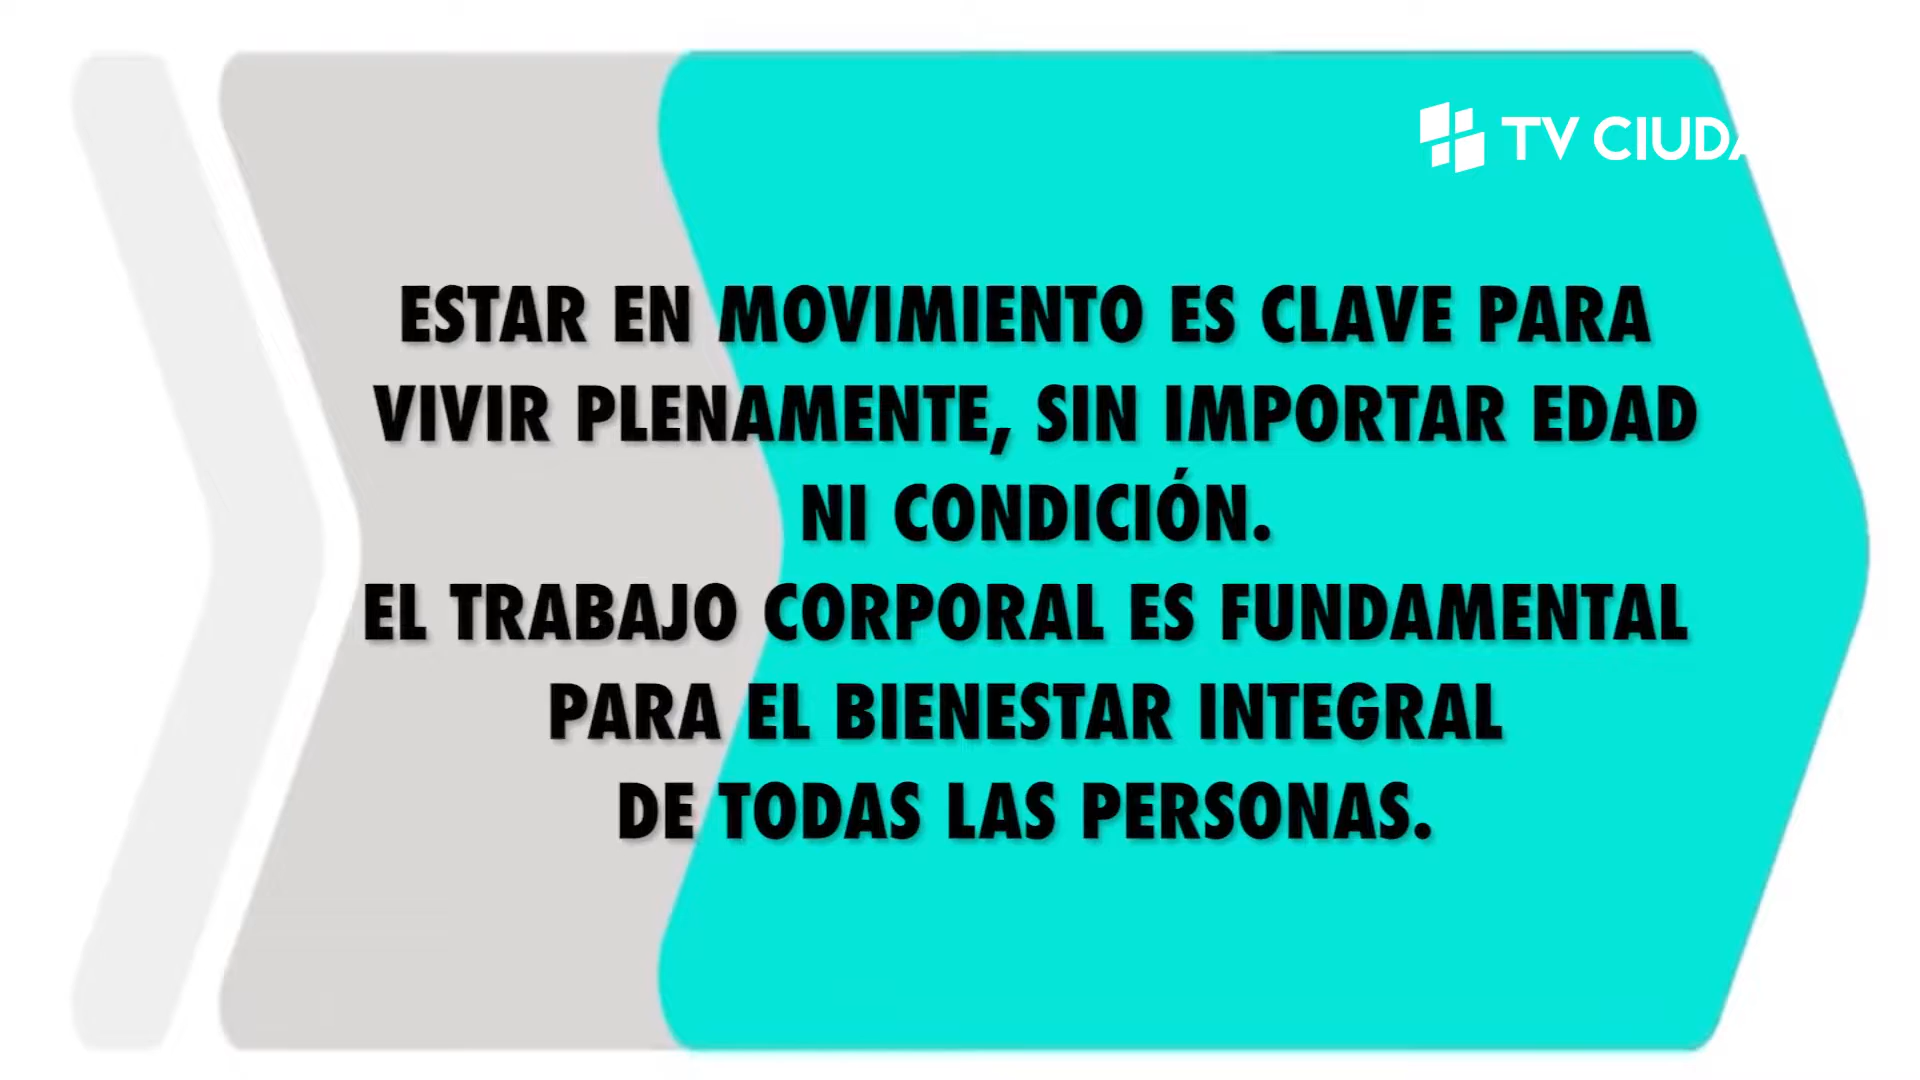 TV CIUDA
ESTAR EN MOVIMIENTO ES CLAVE PARA
VIVIR PLENAMENTE, SIN IMPORTAR EDAD
NI CONDICIÓN.
EL TRABAJO CORPORAL ES FUNDAMENTAL
PARA EL BIENESTAR INTEGRAL
DE TODAS LAS PERSONAS.